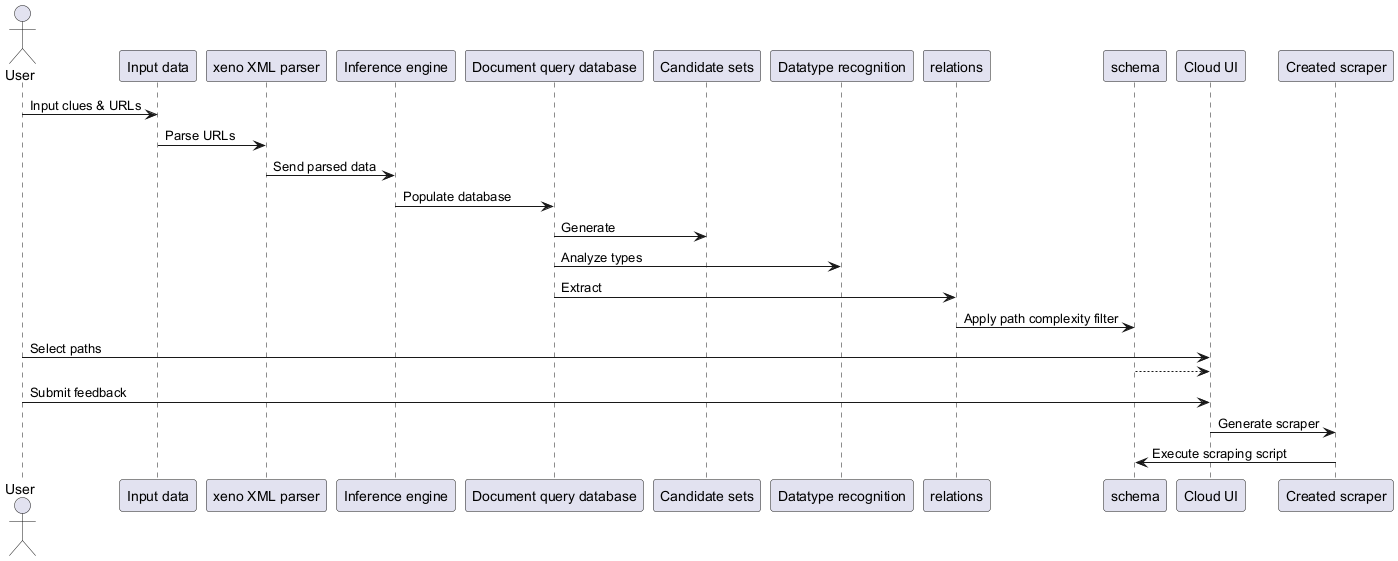 User
Input data
xeno XML parser
Inference engine
Document query database
Candidate sets
Datatype recognition
relations
schema
Cloud UI
Created scraper
Input clues & URLs
Parse URLs
Send parsed data
Populate database
Generate
Analyze types
Extract
Apply path complexity filter
Select paths
Submit feedback
Generate scraper
Execute scraping script
User
Input data
xeno XML parser
Inference engine
Document query database
Candidate sets
Datatype recognition
relations
schema
Cloud UI
Created scraper